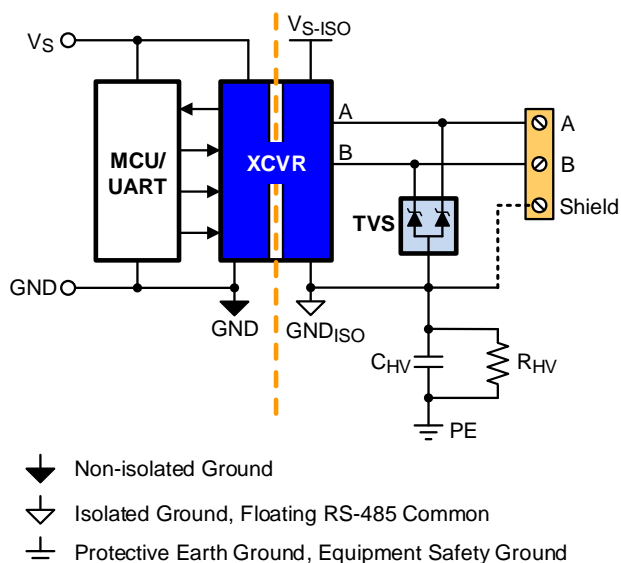 VS
VS-ISO
A
A
B
B
MCU/
UART
XCVR
TVS
Shield
GND
GND
GNDISO
CHV
RHV
PE
Non-isolated Ground
Isolated Ground, Floating RS-485 Common
Protective Earth Ground, Equipment Safety Ground